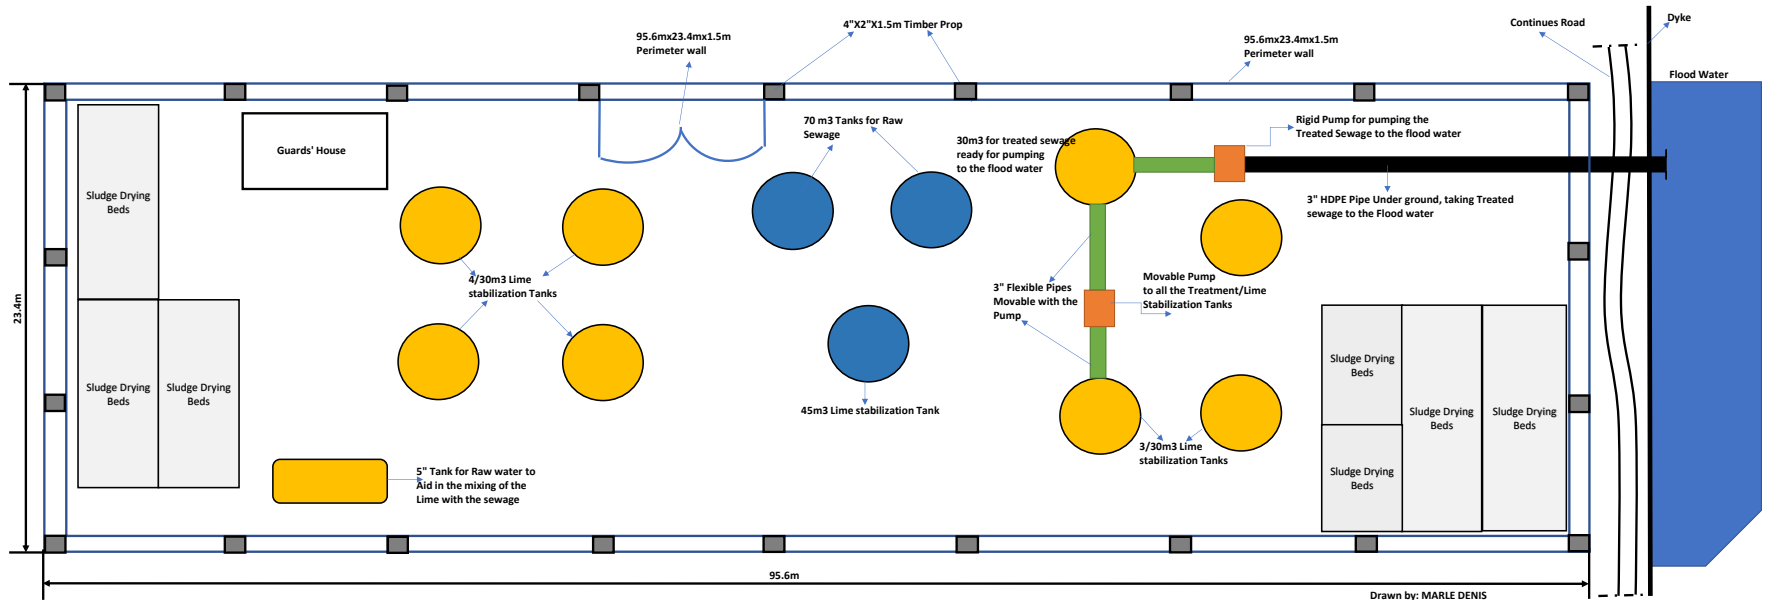 4"X2"X1.5m Timber Prop
Continues Road
Dyke
95.6mx23.4mx1.5m
Perimeter wall
95.6mx23.4mx1.5m
Perimeter wall
Flood Water
70 m3 Tanks for Raw
Sewage
Rigid Pump for pumping the
Treated Sewage to the flood water
30m3 for treated sewage
ready for pumping
to the flood water
Guards' House
Sludge Drying
Beds
3" HDPE Pipe Under ground, taking Treated
sewage to the Flood water
4/30m3 Lime
stabilization Tanks
3" Flexible Pipes
Movable with the
Pump
Movable Pump
to all the Treatment/Lime
Stabilization Tanks
23.4m
Sludge Drying
Beds
Sludge Drying
Beds
45m3 Lime stabilization Tank
Sludge Drying
Beds
Sludge Drying
Beds
Sludge Drying
Beds
3/30m3 Lime
stabilization Tanks
Sludge Drying
Beds
5" Tank for Raw water to
Aid in the mixing of the
Lime with the sewage
95.6m
Drawn by: MARLE DENIS